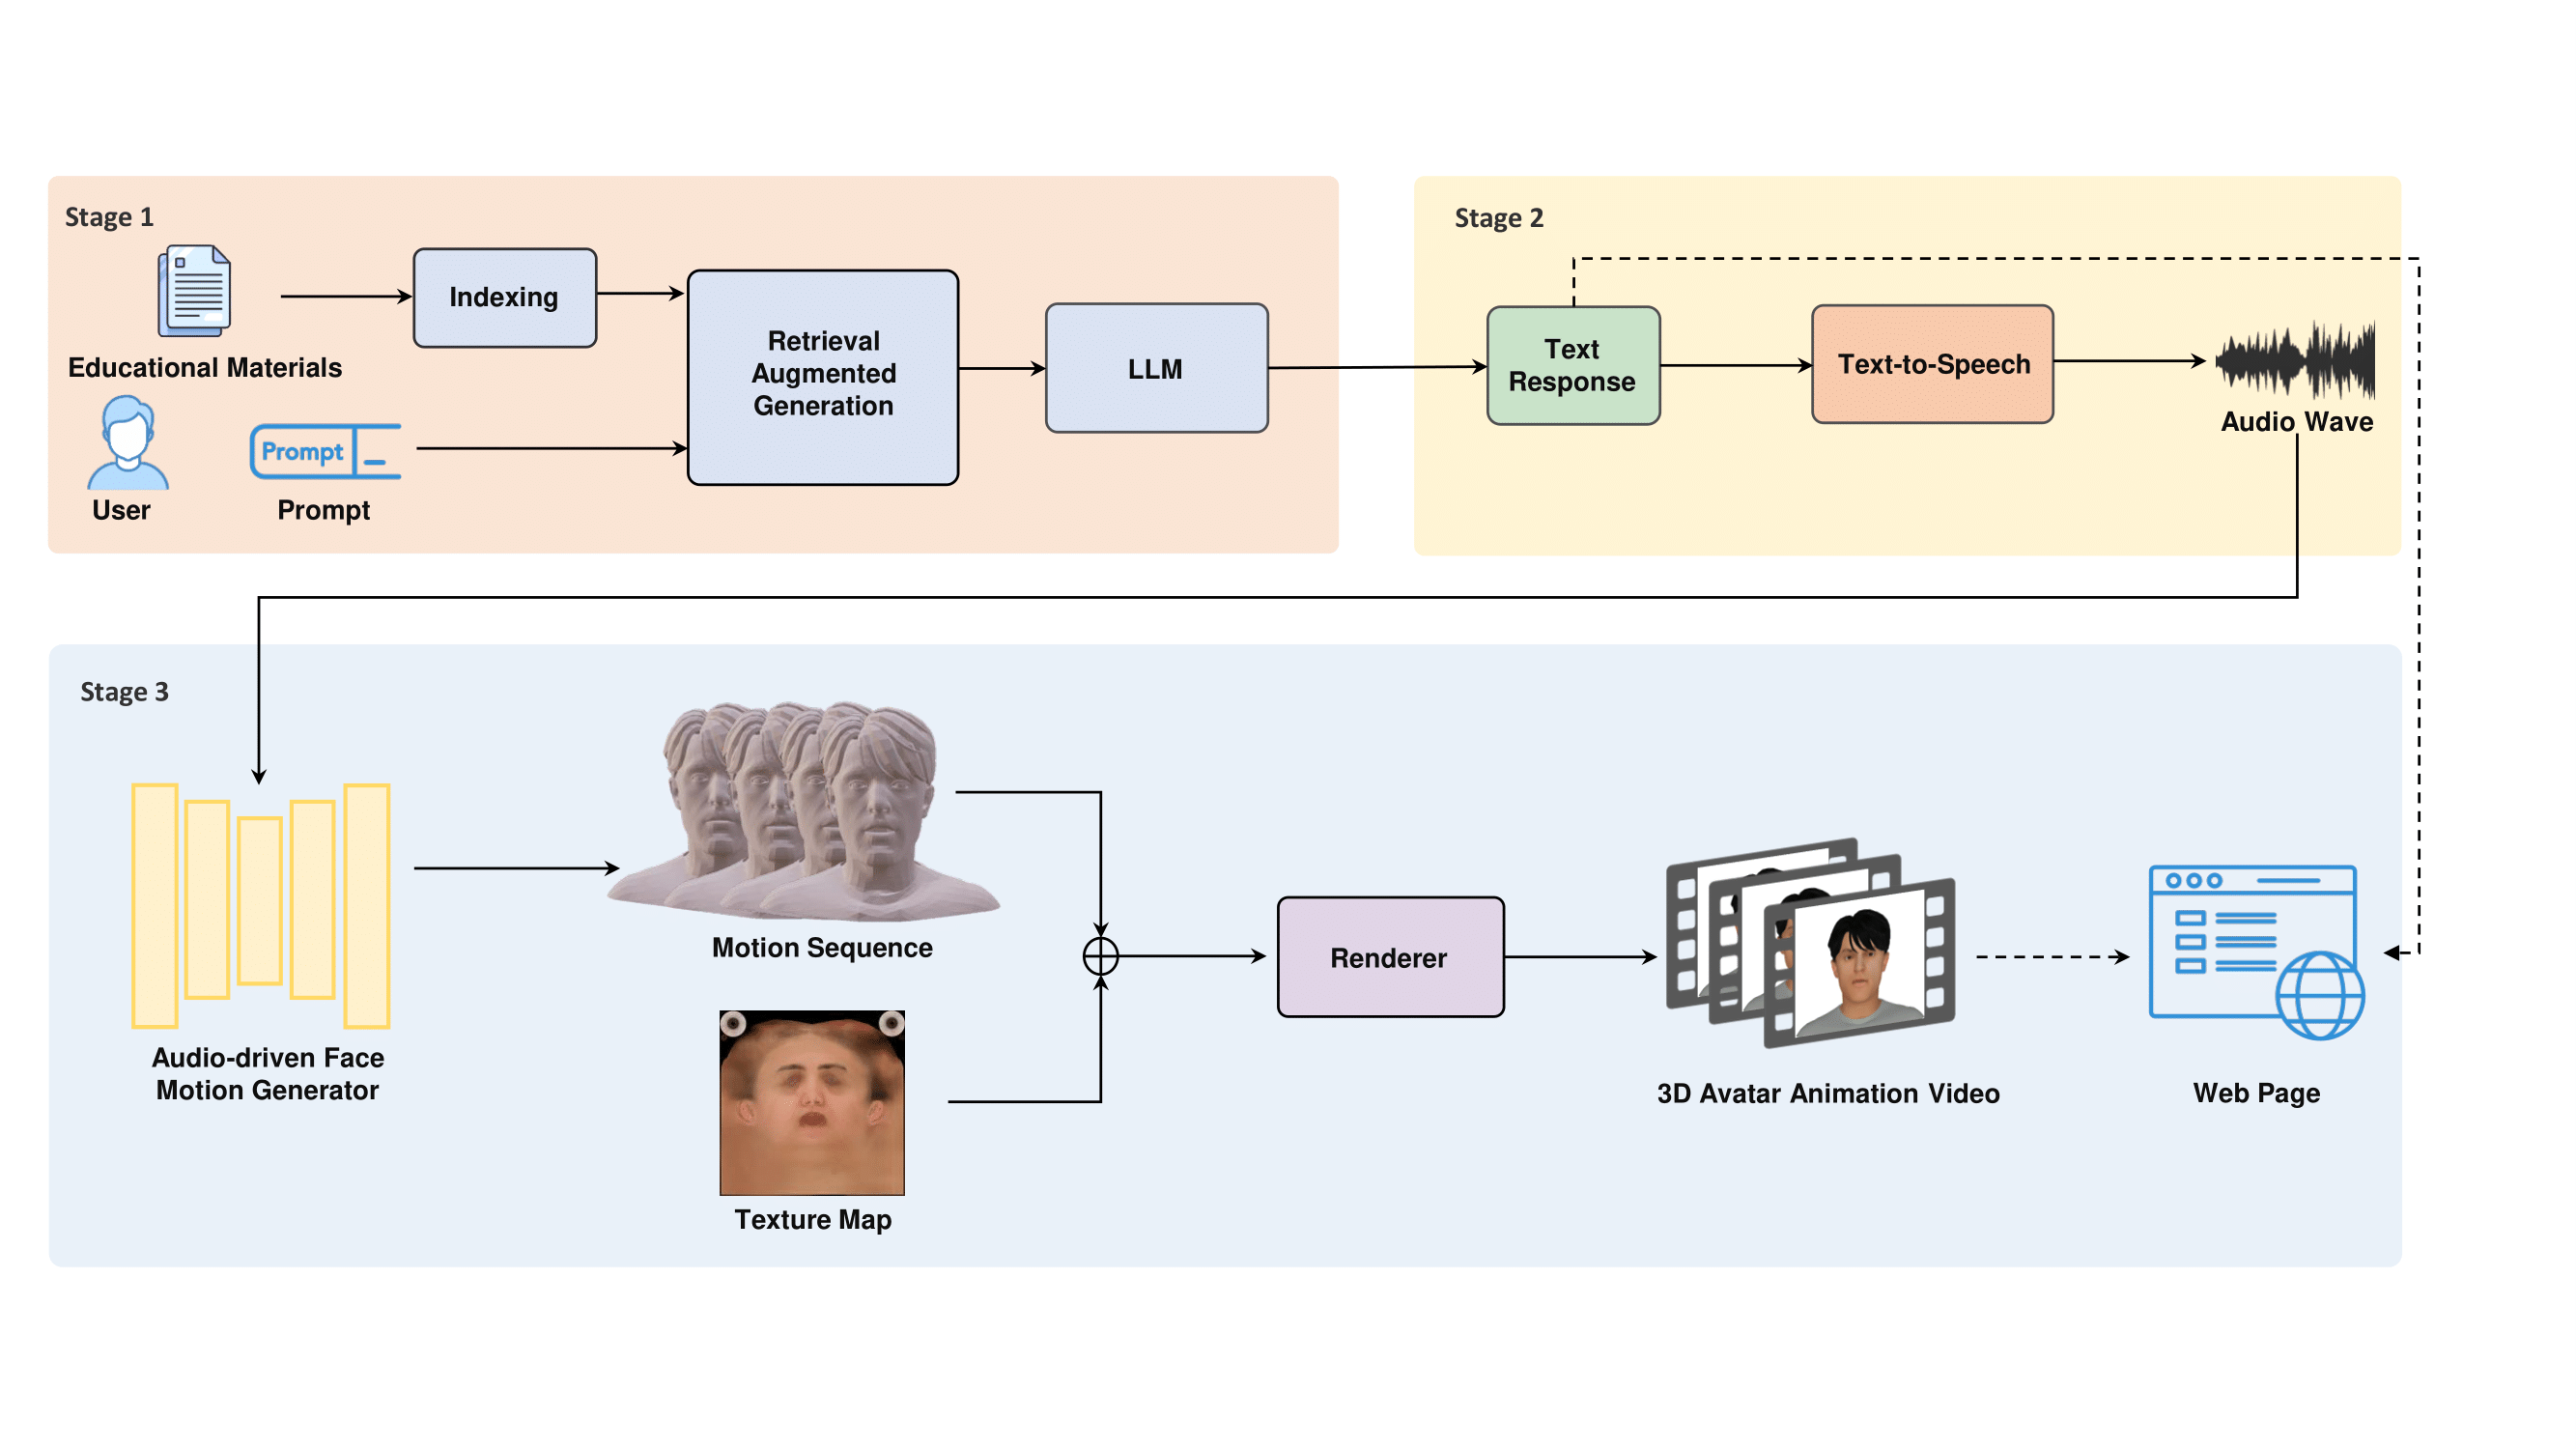 Stage 1
Educational Materials
Indexing
User
Prompt
Prompt
Retrieval
Augmented
Generation
LLM
Stage 2
Text
Response
Text-to-Speech
Audio Wave
Stage 3
Audio-driven Face
Motion Generator
Motion Sequence
Texture Map
Renderer
3D Avatar Animation Video
Web Page